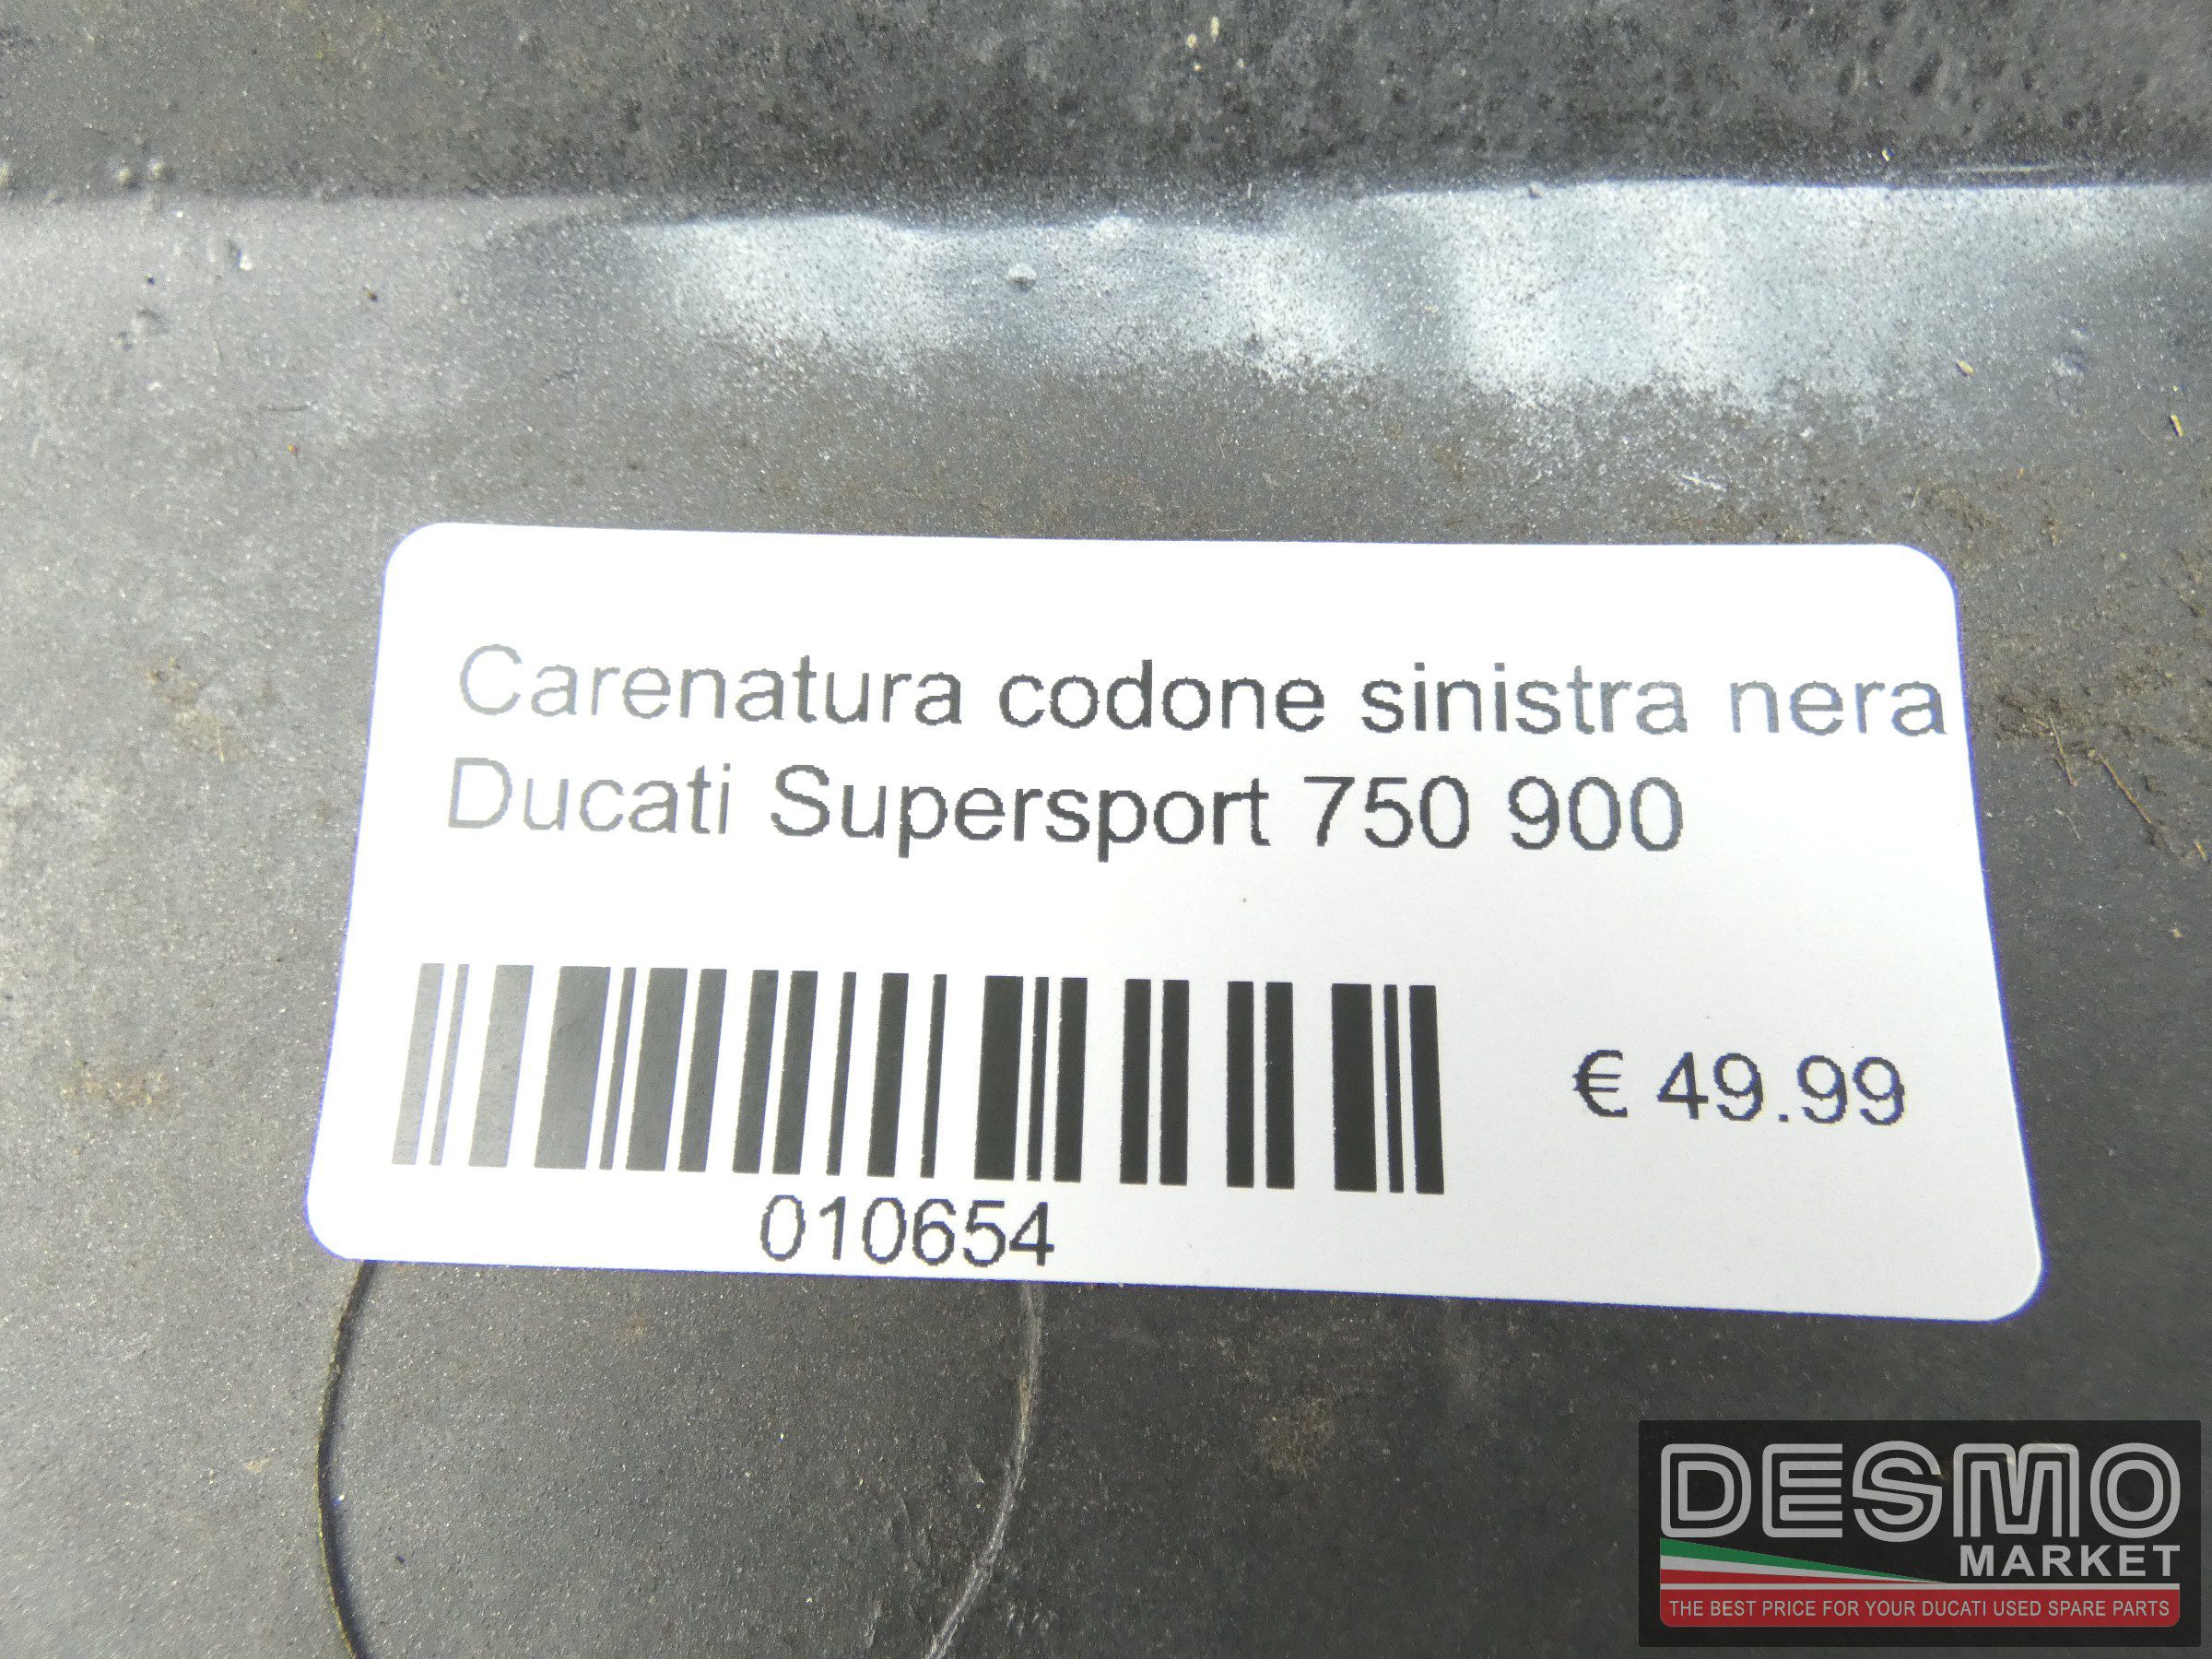 Carenatura codone sinistra nera
Ducati Supersport 750 900
€ 49.99
010654
DESMO
MARKET
THE BEST PRICE FOR YOUR DUCATI USED SPARE PARTS